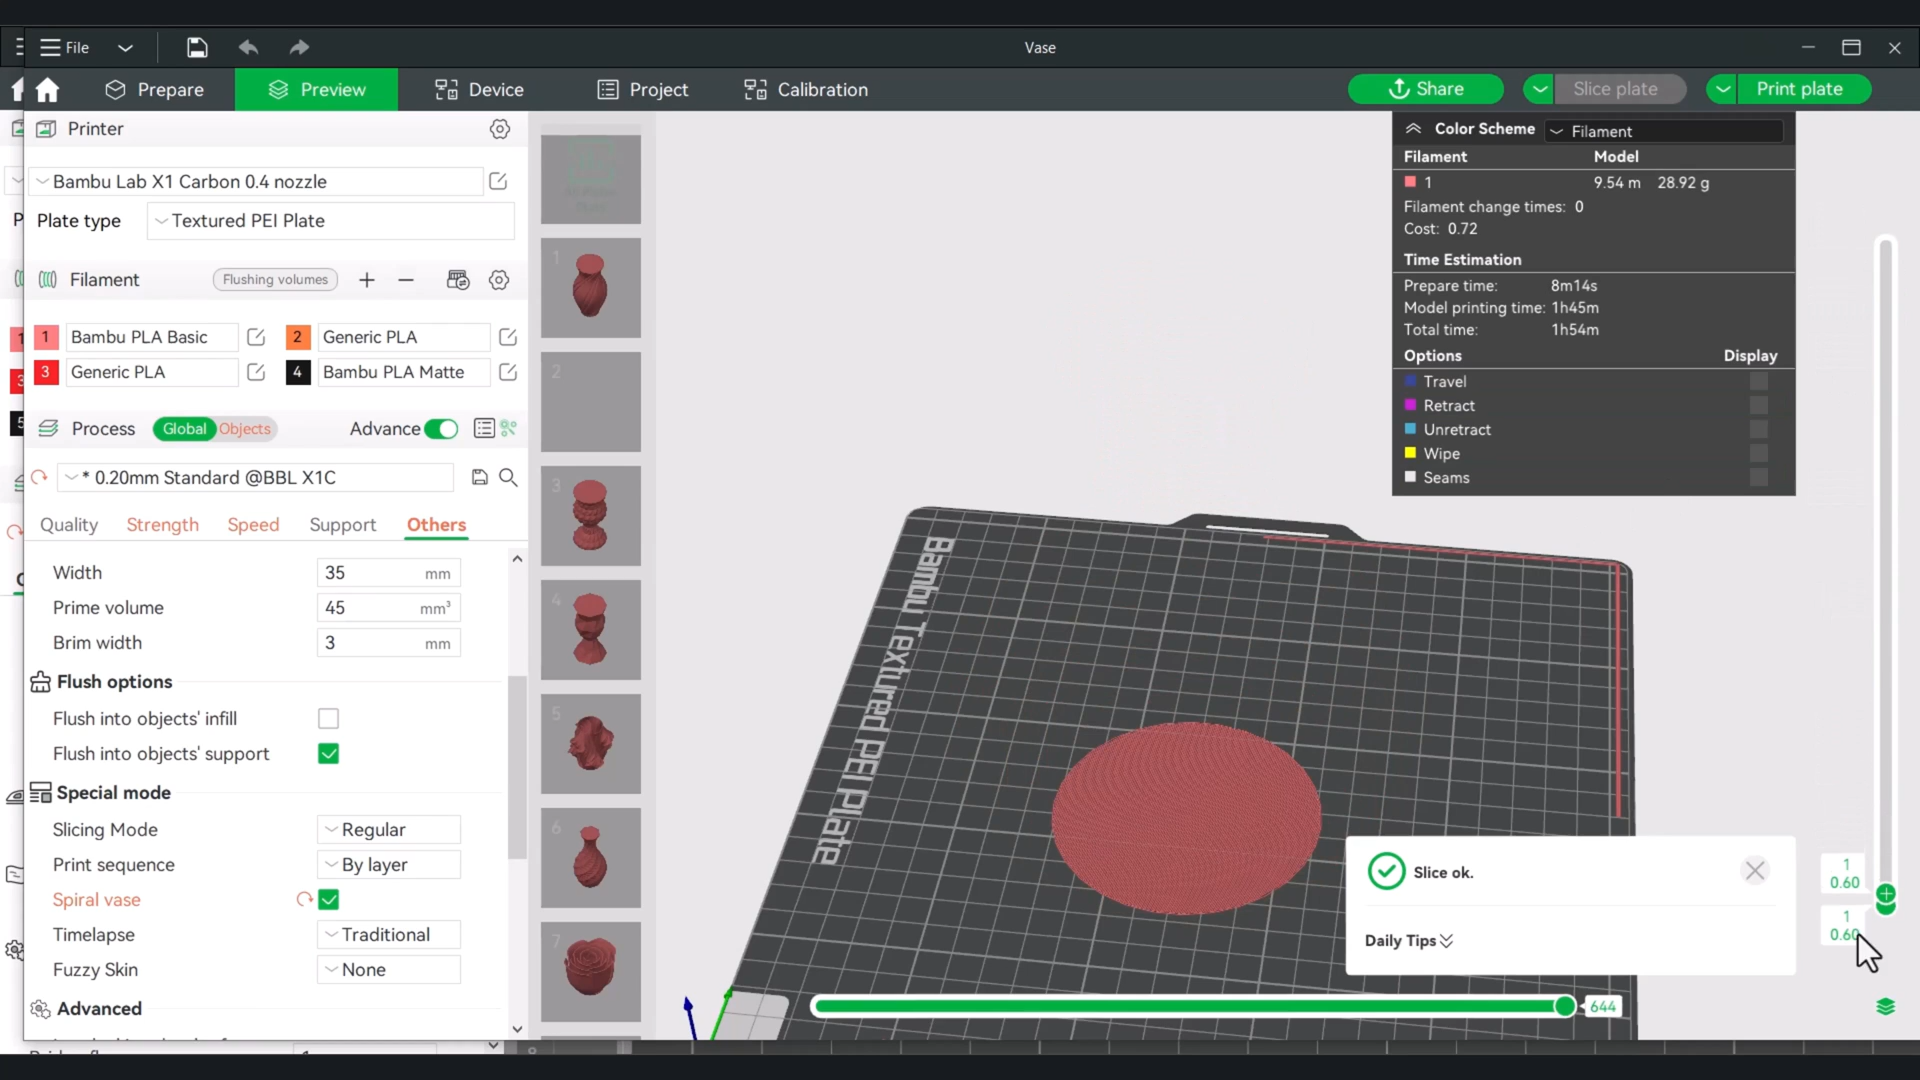 File
Vase
Prepare
Preview
Device
Project
Calibration
Share
Slice plate
Print plate
Printer
Bambu Lab X1 Carbon 0.4 nozzle
Plate type
Textured PEI Plate
Filament
Flushing volumes
1
Bambu PLA Basic
2
Generic PLA
3
Generic PLA
4
Bambu PLA Matte
Process
Global
Objects
Advance
* 0.20mm Standard @BBL X1C
Quality
Strength
Speed
Support
Others
Width
35 mm
Prime volume
45 mm³
Brim width
3 mm
Flush options
Flush into objects' infill
Flush into objects' support
Special mode
Slicing Mode
Regular
Print sequence
By layer
Spiral vase
Timelapse
Traditional
Fuzzy Skin
None
Advanced
1
2
3
4
5
6
7
Color Scheme
Filament
Filament Model
1 9.54 m 28.92 g
Filament change times: 0
Cost: 0.72
Time Estimation
Prepare time: 8m14s
Model printing time: 1h45m
Total time: 1h54m
Options Display
Travel
Retract
Unretract
Wipe
Seams
Bambu Textured PEI Plate
Slice ok.
Daily Tips
1
0.60
1
0.60
644